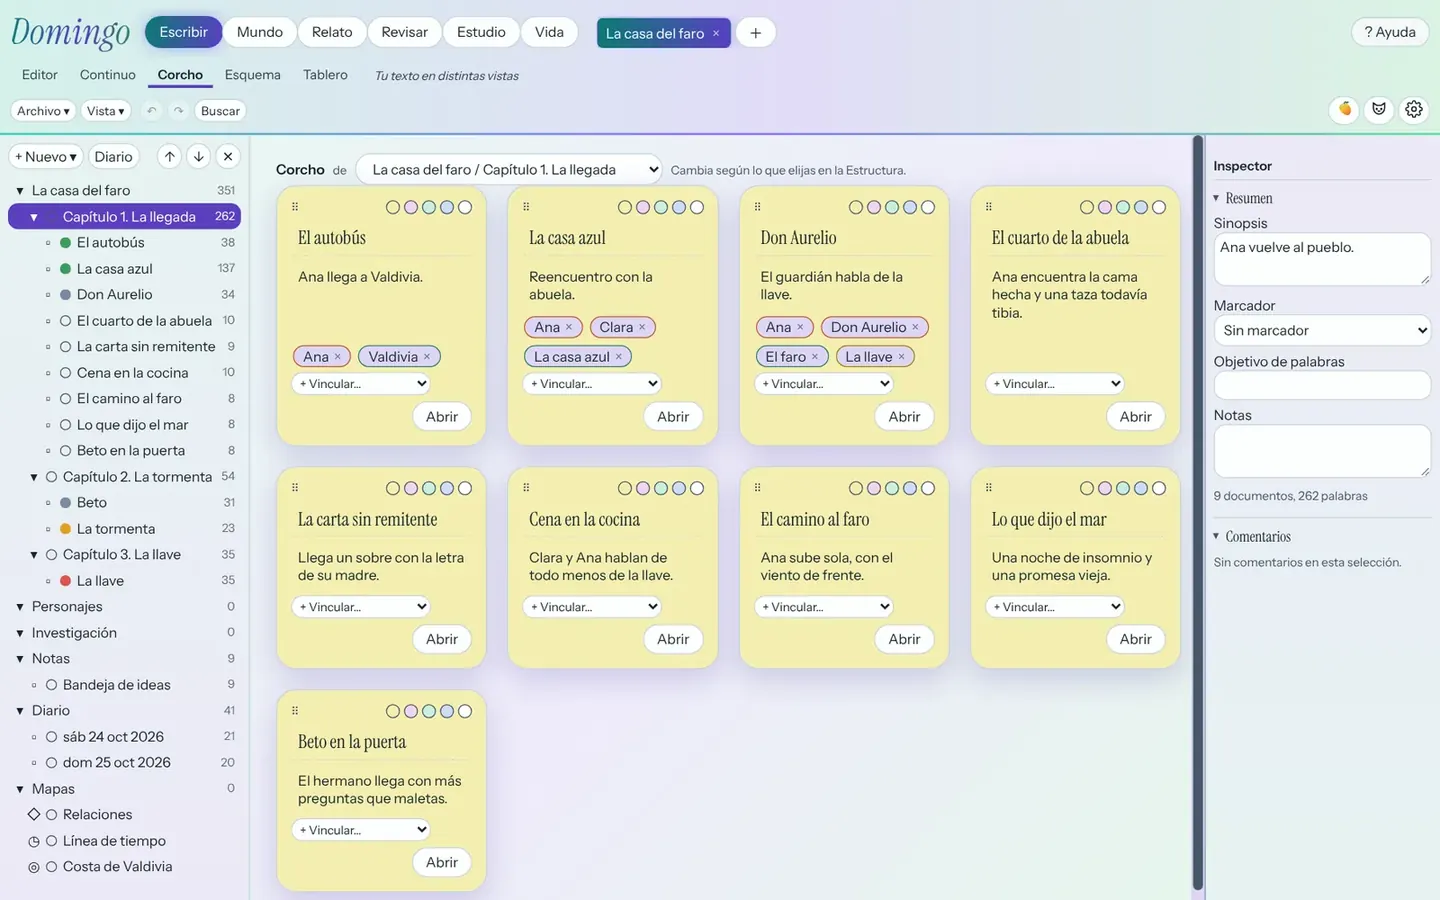 Domingo
Escribir Mundo Relato Revisar Estudio Vida La casa del faro × + ? Ayuda
Editor Continuo Corcho Esquema Tablero Tu texto en distintas vistas
Archivo ▾ Vista ▾ ↶ ↷ Buscar
+ Nuevo ▾ Diario ↑ ↓ ✕
▼ La casa del faro 351
▼ Capítulo 1. La llegada 262
El autobús 38
La casa azul 137
Don Aurelio 34
El cuarto de la abuela 10
La carta sin remitente 9
Cena en la cocina 10
El camino al faro 8
Lo que dijo el mar 8
Beto en la puerta 8
▼ Capítulo 2. La tormenta 54
Beto 31
La tormenta 23
▼ Capítulo 3. La llave 35
La llave 35
▼ Personajes 0
▼ Investigación 0
▼ Notas 9
Bandeja de ideas 9
▼ Diario 41
sáb 24 oct 2026 21
dom 25 oct 2026 20
▼ Mapas 0
Relaciones
Línea de tiempo
Costa de Valdivia
Corcho de La casa del faro / Capítulo 1. La llegada Cambia según lo que elijas en la Estructura.
El autobús
Ana llega a Valdivia.
Ana × Valdivia ×
+ Vincular...
Abrir
La casa azul
Reencuentro con la
abuela.
Ana × Clara ×
La casa azul ×
+ Vincular...
Abrir
Don Aurelio
El guardián habla de la
llave.
Ana × Don Aurelio ×
El faro × La llave ×
+ Vincular...
Abrir
El cuarto de la abuela
Ana encuentra la cama
hecha y una taza todavía
tibia.
+ Vincular...
Abrir
La carta sin remitente
Llega un sobre con la letra
de su madre.
+ Vincular...
Abrir
Cena en la cocina
Clara y Ana hablan de
todo menos de la llave.
+ Vincular...
Abrir
El camino al faro
Ana sube sola, con el
viento de frente.
+ Vincular...
Abrir
Lo que dijo el mar
Una noche de insomnio y
una promesa vieja.
+ Vincular...
Abrir
Beto en la puerta
El hermano llega con más
preguntas que maletas.
+ Vincular...
Abrir
Inspector
▼ Resumen
Sinopsis
Ana vuelve al pueblo.
Marcador
Sin marcador
Objetivo de palabras
Notas
9 documentos, 262 palabras
▼ Comentarios
Sin comentarios en esta selección.